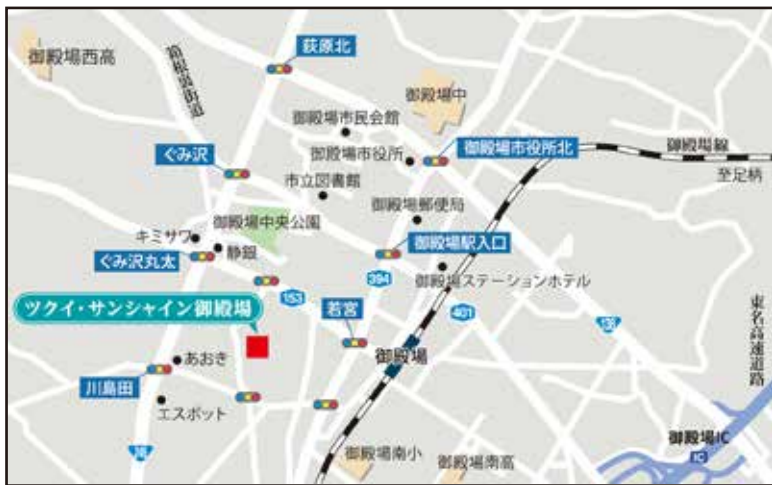 荻原北
御殿場西高
箱根裏街道
御殿場中
御殿場市民会館
ぐみ沢
御殿場市役所
御殿場市役所北
御殿場線
至足柄
市立図書館
御殿場中央公園
御殿場郵便局
キミサワ
静銀
御殿場駅入口
ぐみ沢丸太
394
御殿場ステーションホテル
153
401
138
東名高速道路
ツクイ・サンシャイン御殿場
若宮
御殿場
あおき
川島田
エスポット
御殿場南小
御殿場南高
御殿場IC
IC